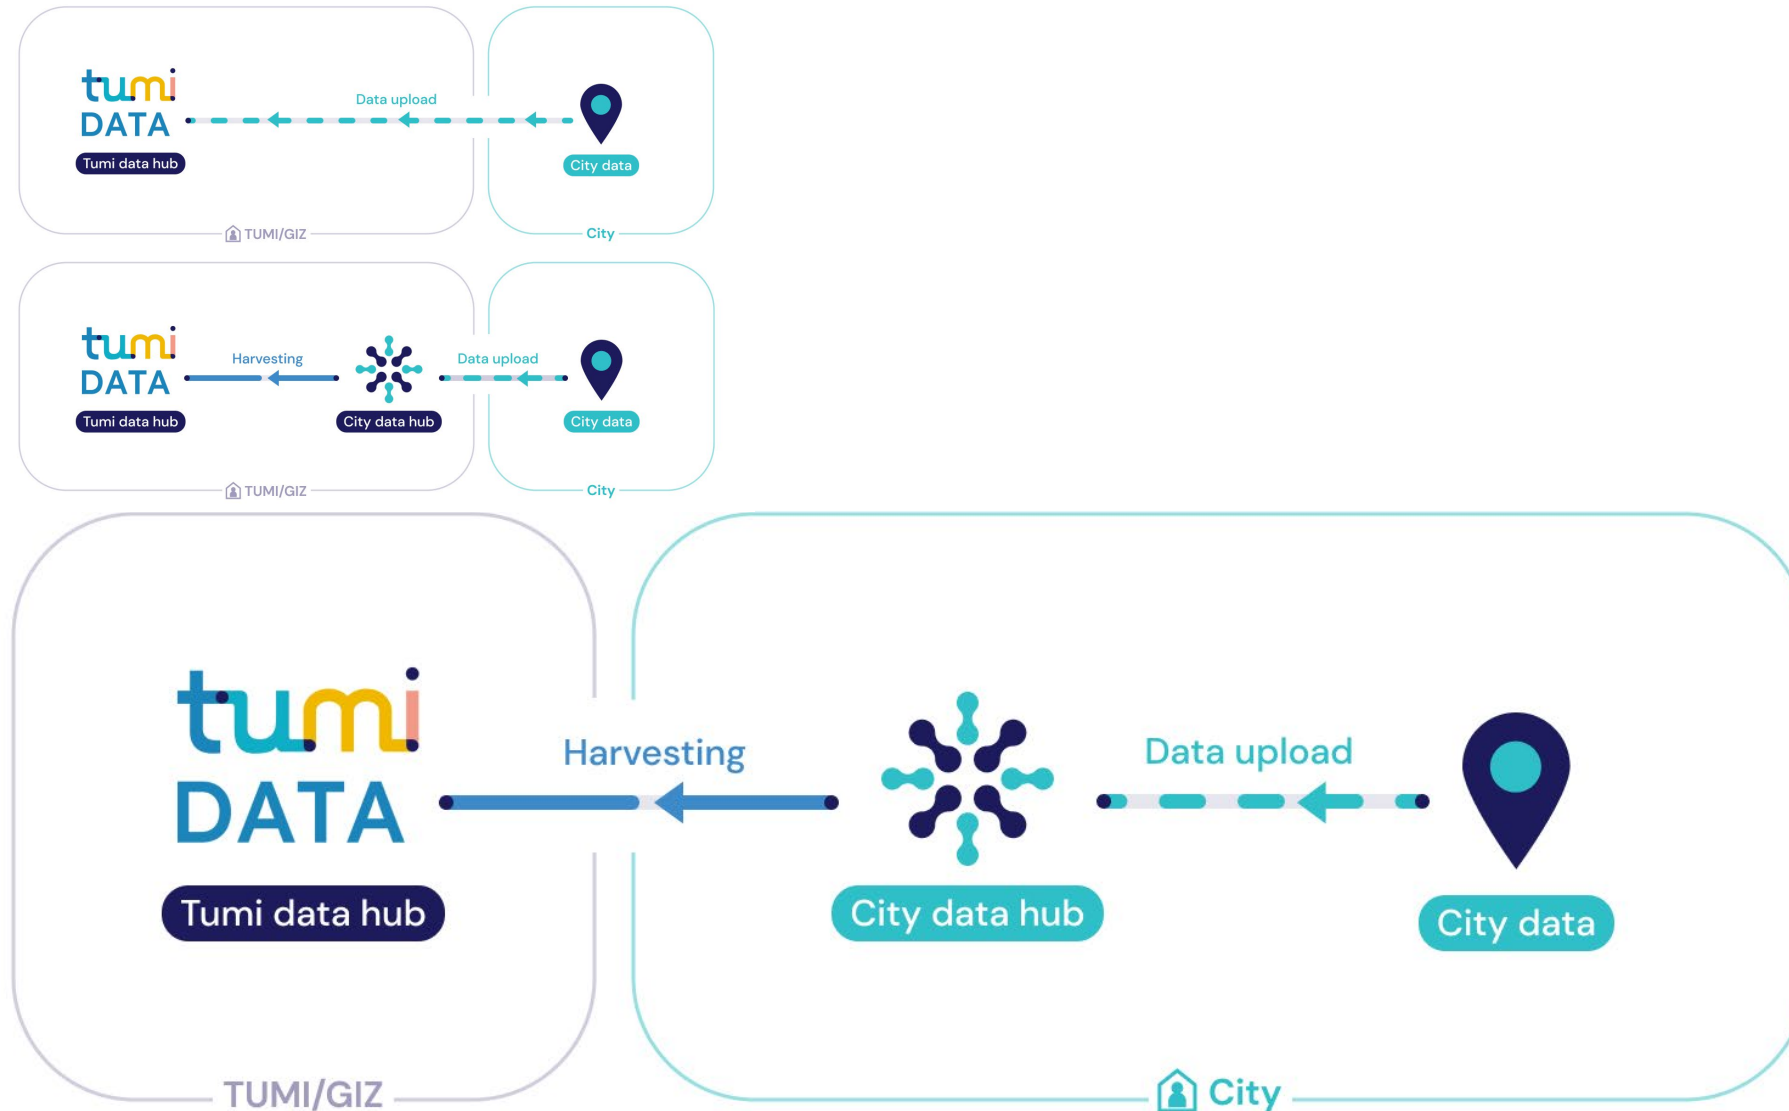 tumi
DATA
Tumi data hub
Data upload
City data
TUMI/GIZ
City
tumi
DATA
Tumi data hub
Harvesting
City data hub
Data upload
City data
TUMI/GIZ
City
tumi
DATA
Tumi data hub
Harvesting
City data hub
Data upload
City data
TUMI/GIZ
City